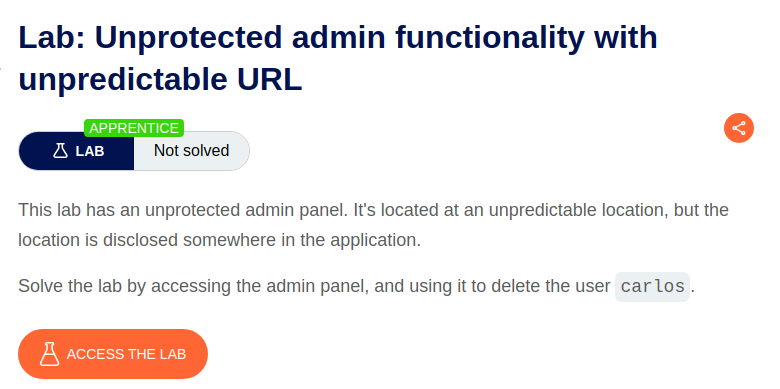 Lab: Unprotected admin functionality with
unpredictable URL
APPRENTICE
LAB Not solved
This lab has an unprotected admin panel. It's located at an unpredictable location, but the
location is disclosed somewhere in the application.
Solve the lab by accessing the admin panel, and using it to delete the user carlos.
ACCESS THE LAB